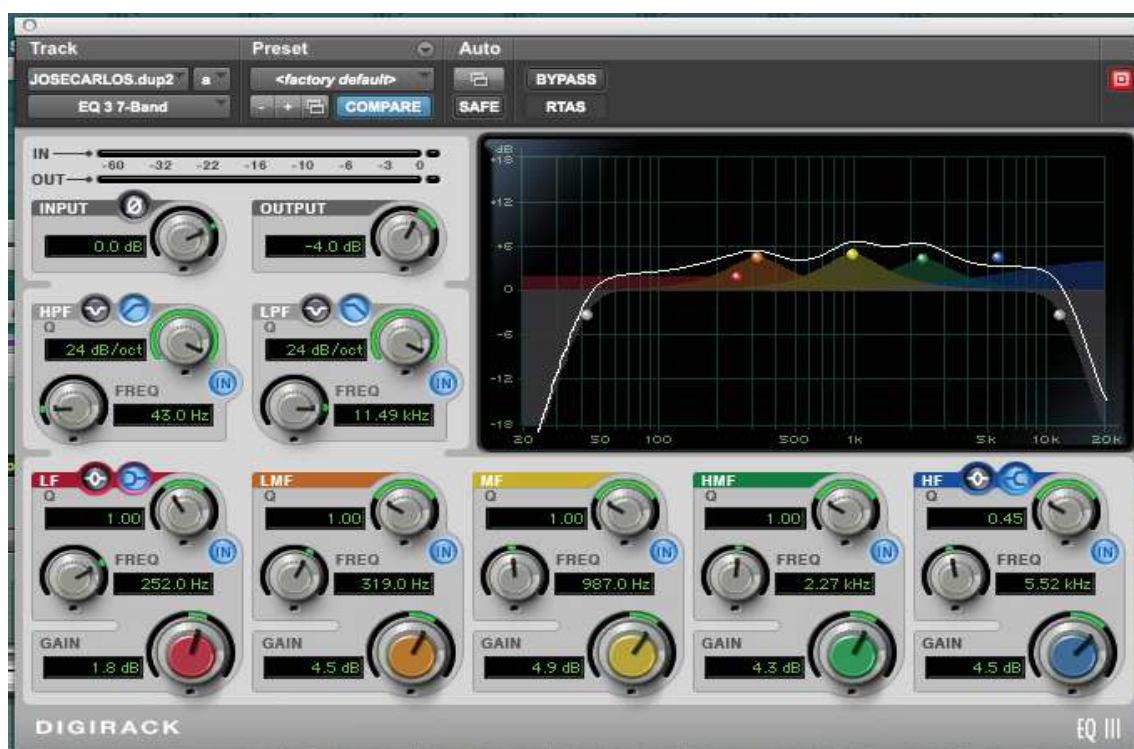 Track Preset Auto
JOSECARLOS.dup2 a <factory default> BYPASS
EQ 3 7-Band - + COMPARE SAFE RTAS
IN
-60 -32 -22 -16 -10 -6 -3 0
OUT
INPUT Ø OUTPUT
0.0 dB -4.0 dB
HPF LPF
Q Q
24 dB/oct 24 dB/oct
IN IN
FREQ FREQ
43.0 Hz 11.49 kHz
dB
+18
+12
+6
0
-6
-12
-18
20 50 100 500 1k 5k 10k 20k
LF LMF MF HMF HF
Q Q Q Q Q
1.00 1.00 1.00 1.00 0.45
IN IN IN IN IN
FREQ FREQ FREQ FREQ FREQ
252.0 Hz 319.0 Hz 987.0 Hz 2.27 kHz 5.52 kHz
GAIN GAIN GAIN GAIN GAIN
1.8 dB 4.5 dB 4.9 dB 4.3 dB 4.5 dB
DIGIRACK EQ III